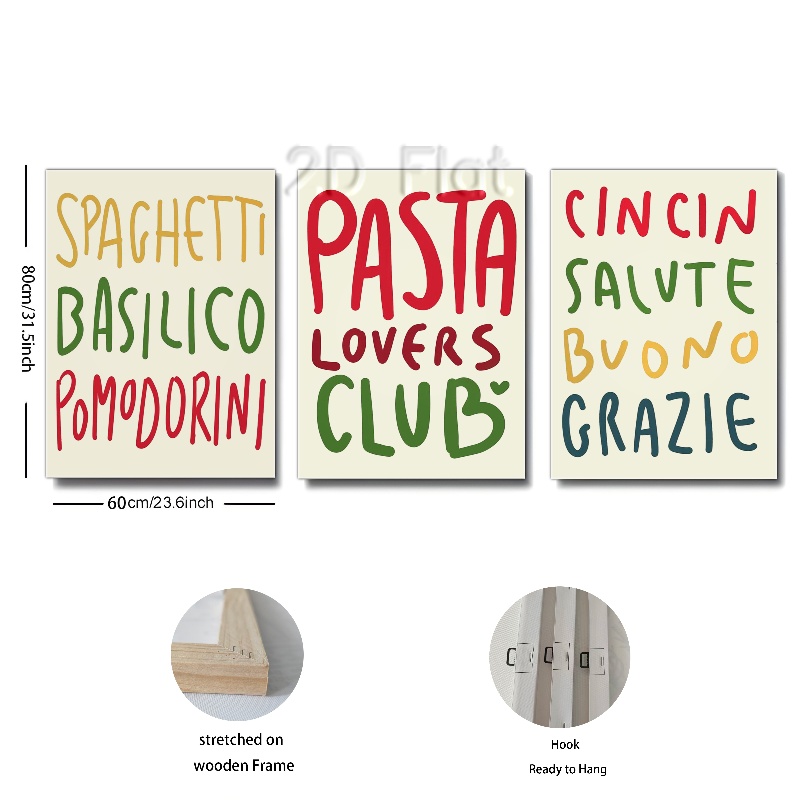 2D Flat
SPAGHETTi
BASILICO
POMODORINI
PASTA
LOVERS
CLUB
CINCIN
SALUTE
BUONO
GRAZIE
80cm/31.5inch
60cm/23.6inch
stretched on
wooden Frame
Hook
Ready to Hang